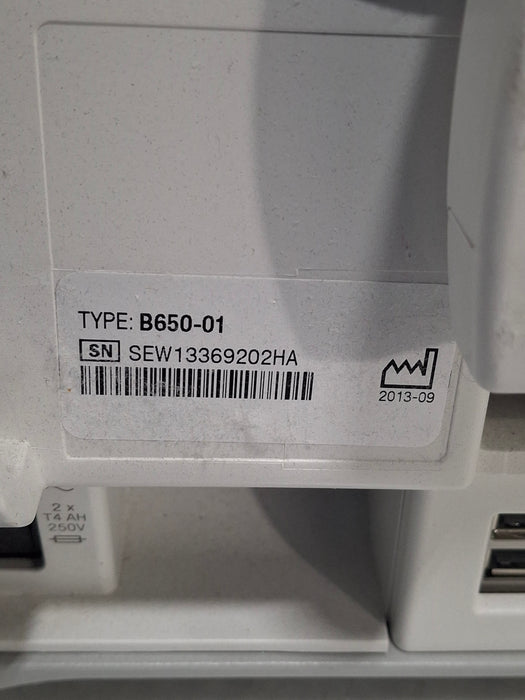 TYPE: B650-01
SN SEW13369202HA
2013-09
2 x
T4 AH
250V